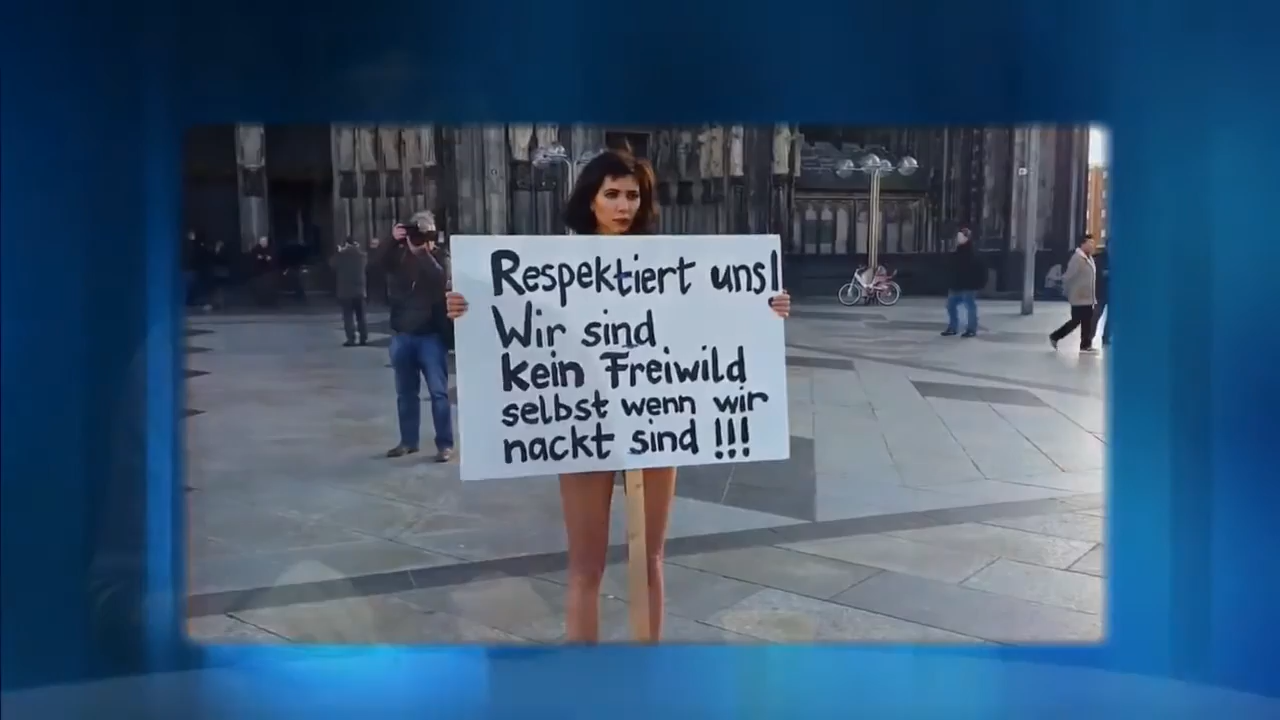 Respektiert uns!
Wir sind
kein Freiwild
selbst wenn wir
nackt sind !!!